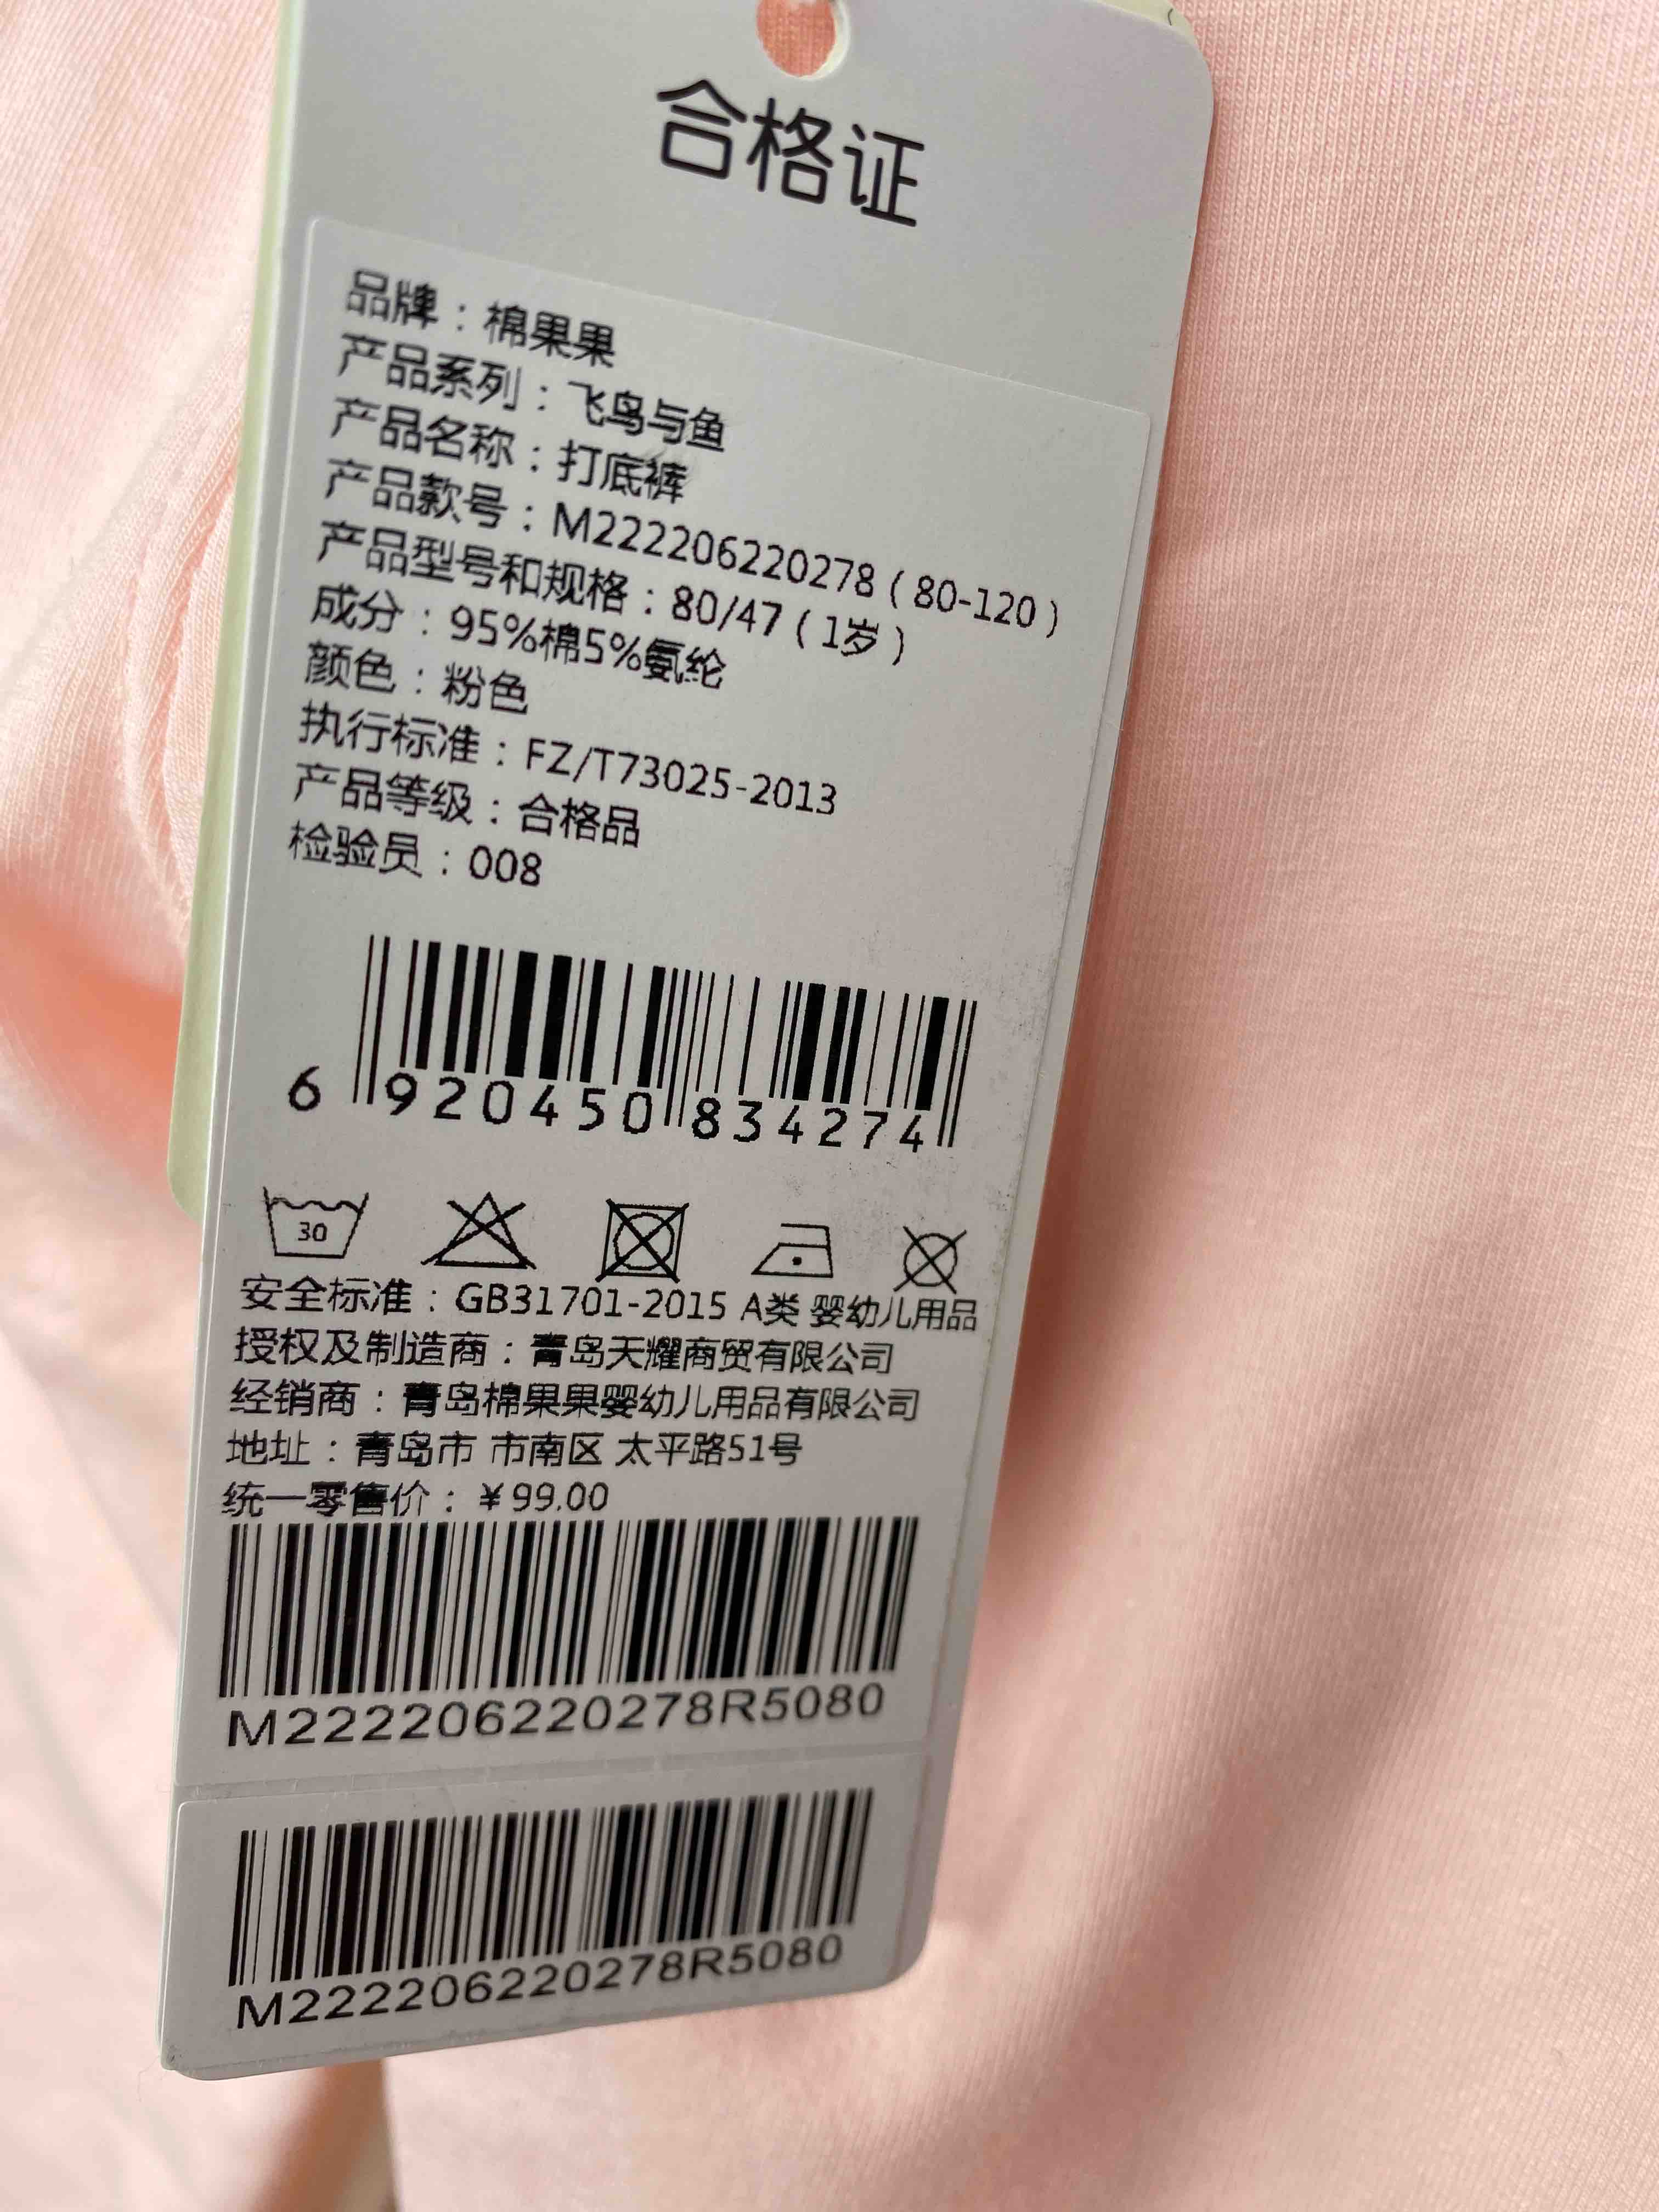 合格证
品牌：棉果果
产品系列：飞鸟与鱼
产品名称：打底裤
产品款号：M222206220278（80-120）
产品型号和规格：80/47（1岁）
成分：95%棉5%氨纶
颜色：粉色
执行标准：FZ/T73025-2013
产品等级：合格品
检验员：008
6 920450 834274
30
安全标准：GB31701-2015 A类 婴幼儿用品
授权及制造商：青岛天耀商贸有限公司
经销商：青岛棉果果婴幼儿用品有限公司
地址：青岛市 市南区 太平路51号
统一零售价：￥99.00
M222206220278R5080
M222206220278R5080